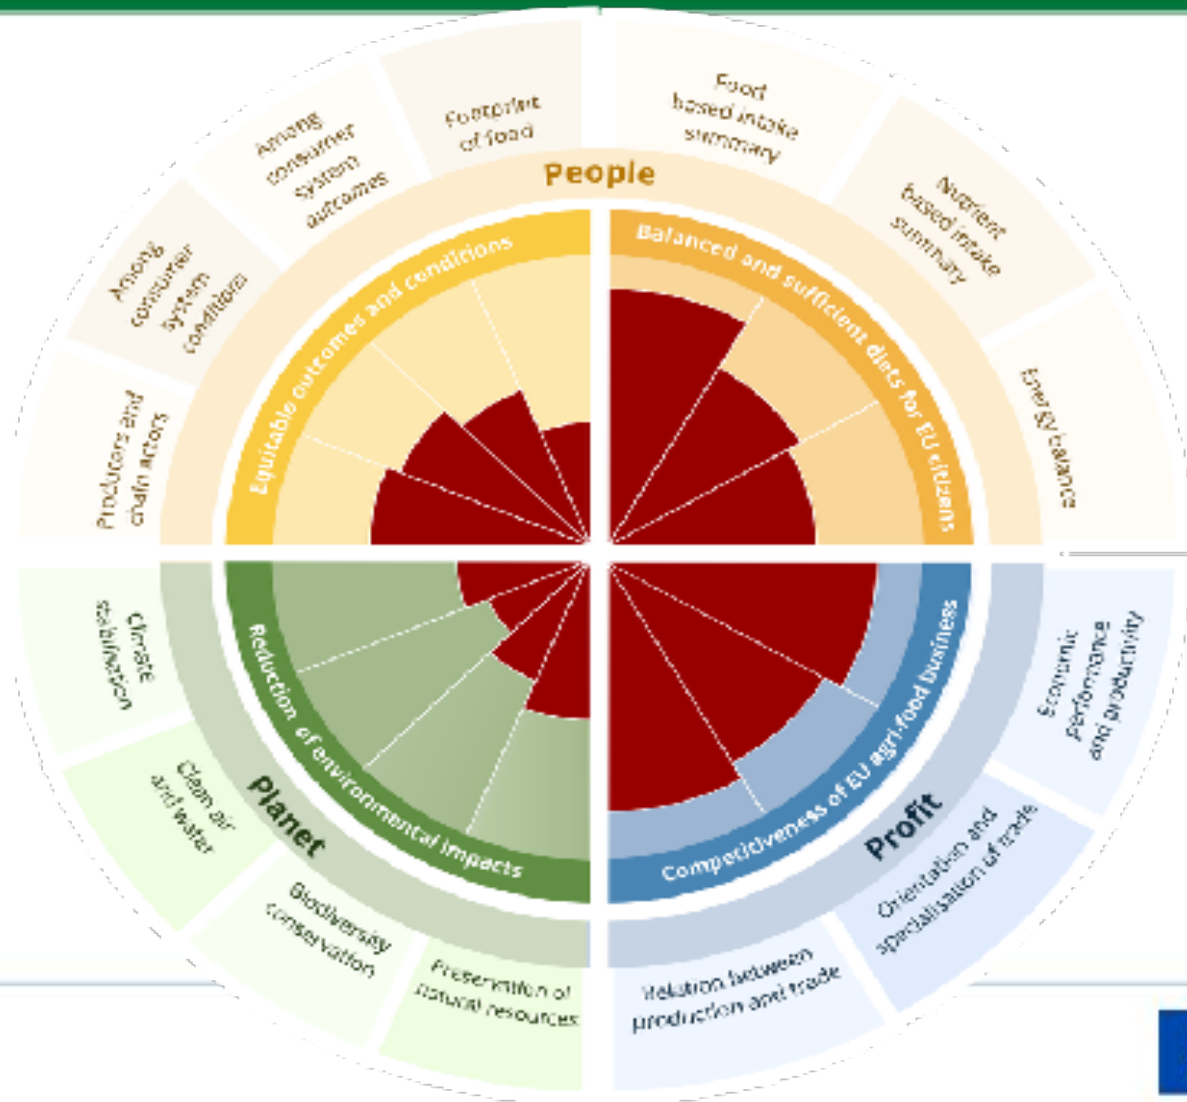 People
Food
based intake
summary
Nutrient
based intake
summary
Energy balance
Balanced and sufficient diets for EU citizens
Footprint
of food
Among
consumer
system
outcomes
Among
consumer
system
conditions
Producers and
chain actors
Equitable outcomes and conditions
Economic
performance
and productivity
Orientation and
specialisation of trade
Relation between
production and trade
Competitiveness of EU agri-food business
Profit
Preservation of
natural resources
Biodiversity
conservation
Clean air
and water
Climate
stabilisation
Reduction of environmental impacts
Planet